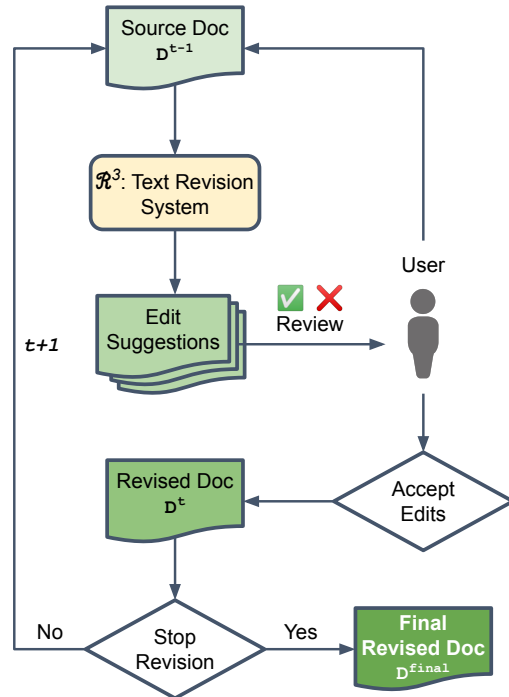 Source Doc
D^t-1
ℛ³: Text Revision
System
User
Edit
Suggestions
Review
t+1
Revised Doc
D^t
Accept
Edits
No
Stop
Revision
Yes
Final
Revised Doc
D^final